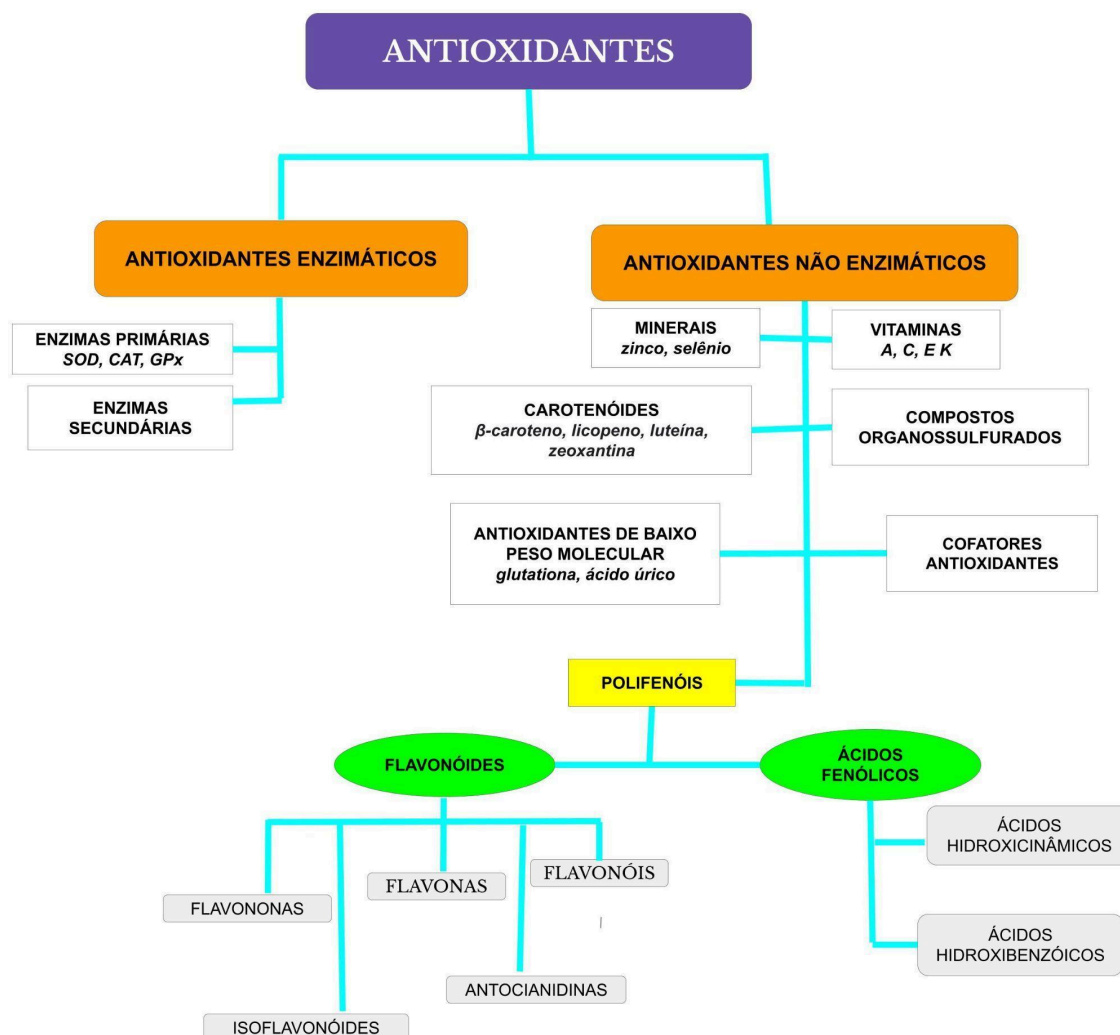 ANTIOXIDANTES
ANTIOXIDANTES ENZIMÁTICOS
ANTIOXIDANTES NÃO ENZIMÁTICOS
ENZIMAS PRIMÁRIAS
SOD, CAT, GPx
ENZIMAS
SECUNDÁRIAS
MINERAIS
zinco, selênio
VITAMINAS
A, C, E K
CAROTENÓIDES
β-caroteno, licopeno, luteína,
zeoxantina
COMPOSTOS
ORGANOSSULFURADOS
ANTIOXIDANTES DE BAIXO
PESO MOLECULAR
glutationa, ácido úrico
COFATORES
ANTIOXIDANTES
POLIFENÓIS
FLAVONÓIDES
ÁCIDOS
FENÓLICOS
FLAVONONAS
ISOFLAVONÓIDES
FLAVONAS
ANTOCIANIDINAS
FLAVONÓIS
ÁCIDOS
HIDROXICINÂMICOS
ÁCIDOS
HIDROXIBENZÓICOS